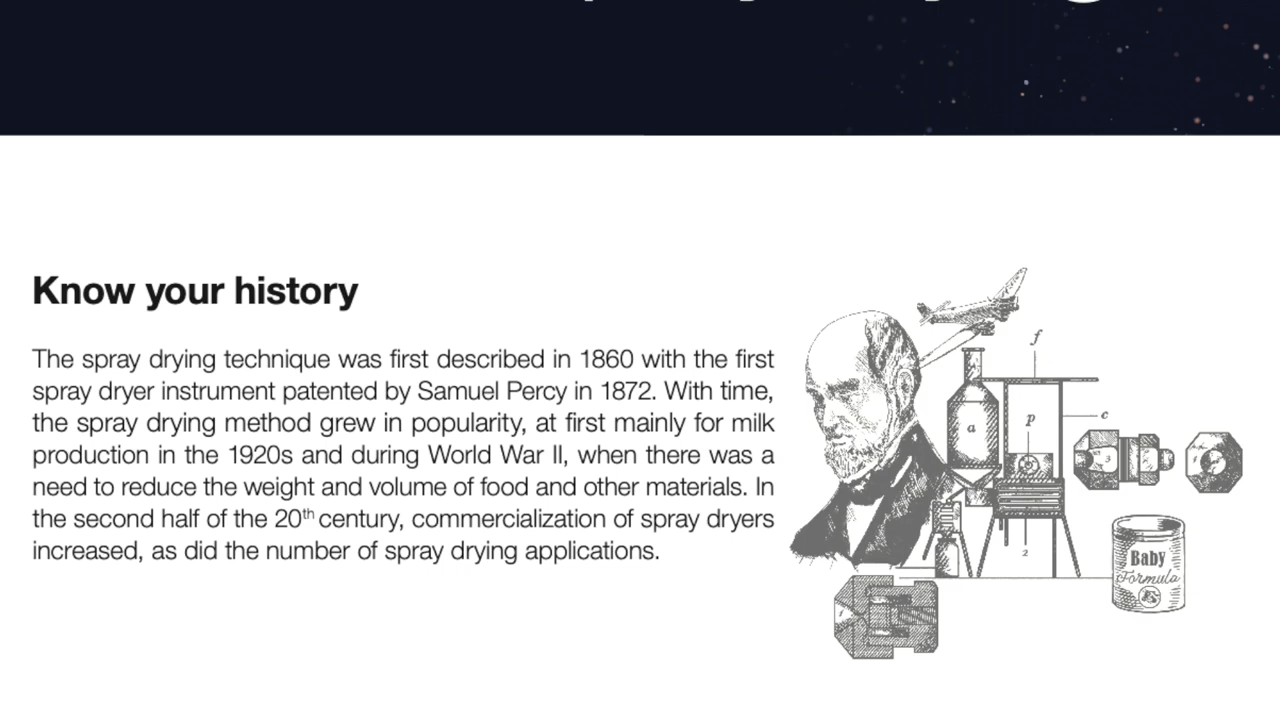 Know your history
The spray drying technique was first described in 1860 with the first
spray dryer instrument patented by Samuel Percy in 1872. With time,
the spray drying method grew in popularity, at first mainly for milk
production in the 1920s and during World War II, when there was a
need to reduce the weight and volume of food and other materials. In
the second half of the 20th century, commercialization of spray dryers
increased, as did the number of spray drying applications.
f
c
p
a
3
2
Baby
Formula